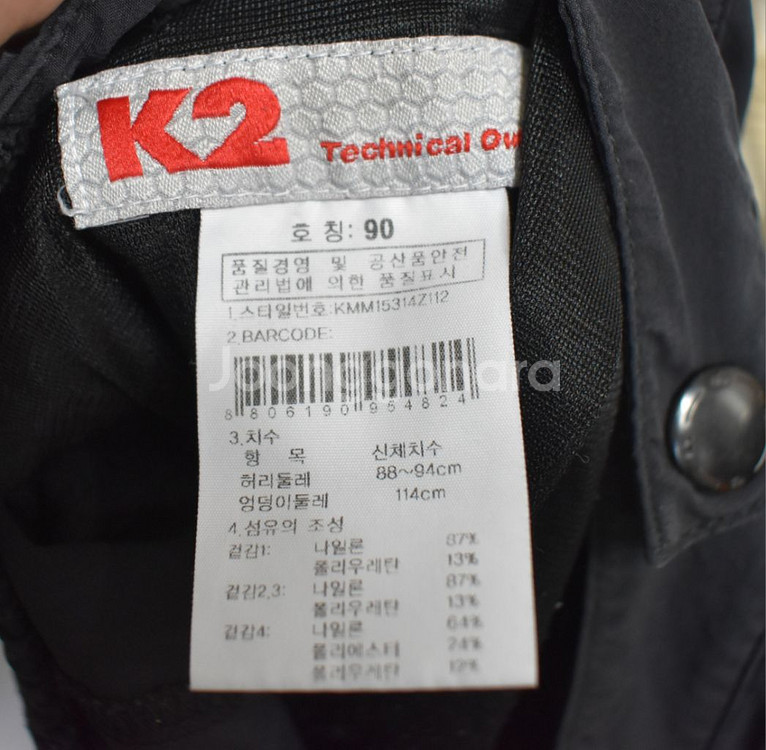 K2
Technical Ou
호 칭: 90
품질경영 및 공산품안전
관리법에 의한 품질표시
1.스타일번호:KMM15314Z112
2.BARCODE:
Joonggonara
8 806190 954824
3.치수
항 목 신체치수
허리둘레 88~94cm
엉덩이둘레 114cm
4.섬유의 조성
겉감1: 나일론 87%
폴리우레탄 13%
겉감2,3: 나일론 87%
폴리우레탄 13%
겉감4: 나일론 64%
폴리에스터 24%
폴리우레탄 12%